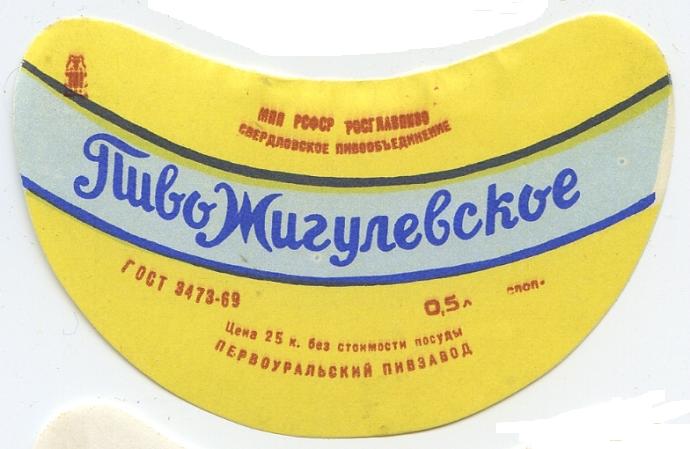 МПП РСФСР РОСГЛАВПИВО
СВЕРДЛОВСКОЕ ПИВООБЪЕДИНЕНИЕ
Пиво Жигулевское
ГОСТ 3473-69
0,5 л
Цена 25 к. без стоимости посуды
ПЕРВОУРАЛЬСКИЙ ПИВЗАВОД